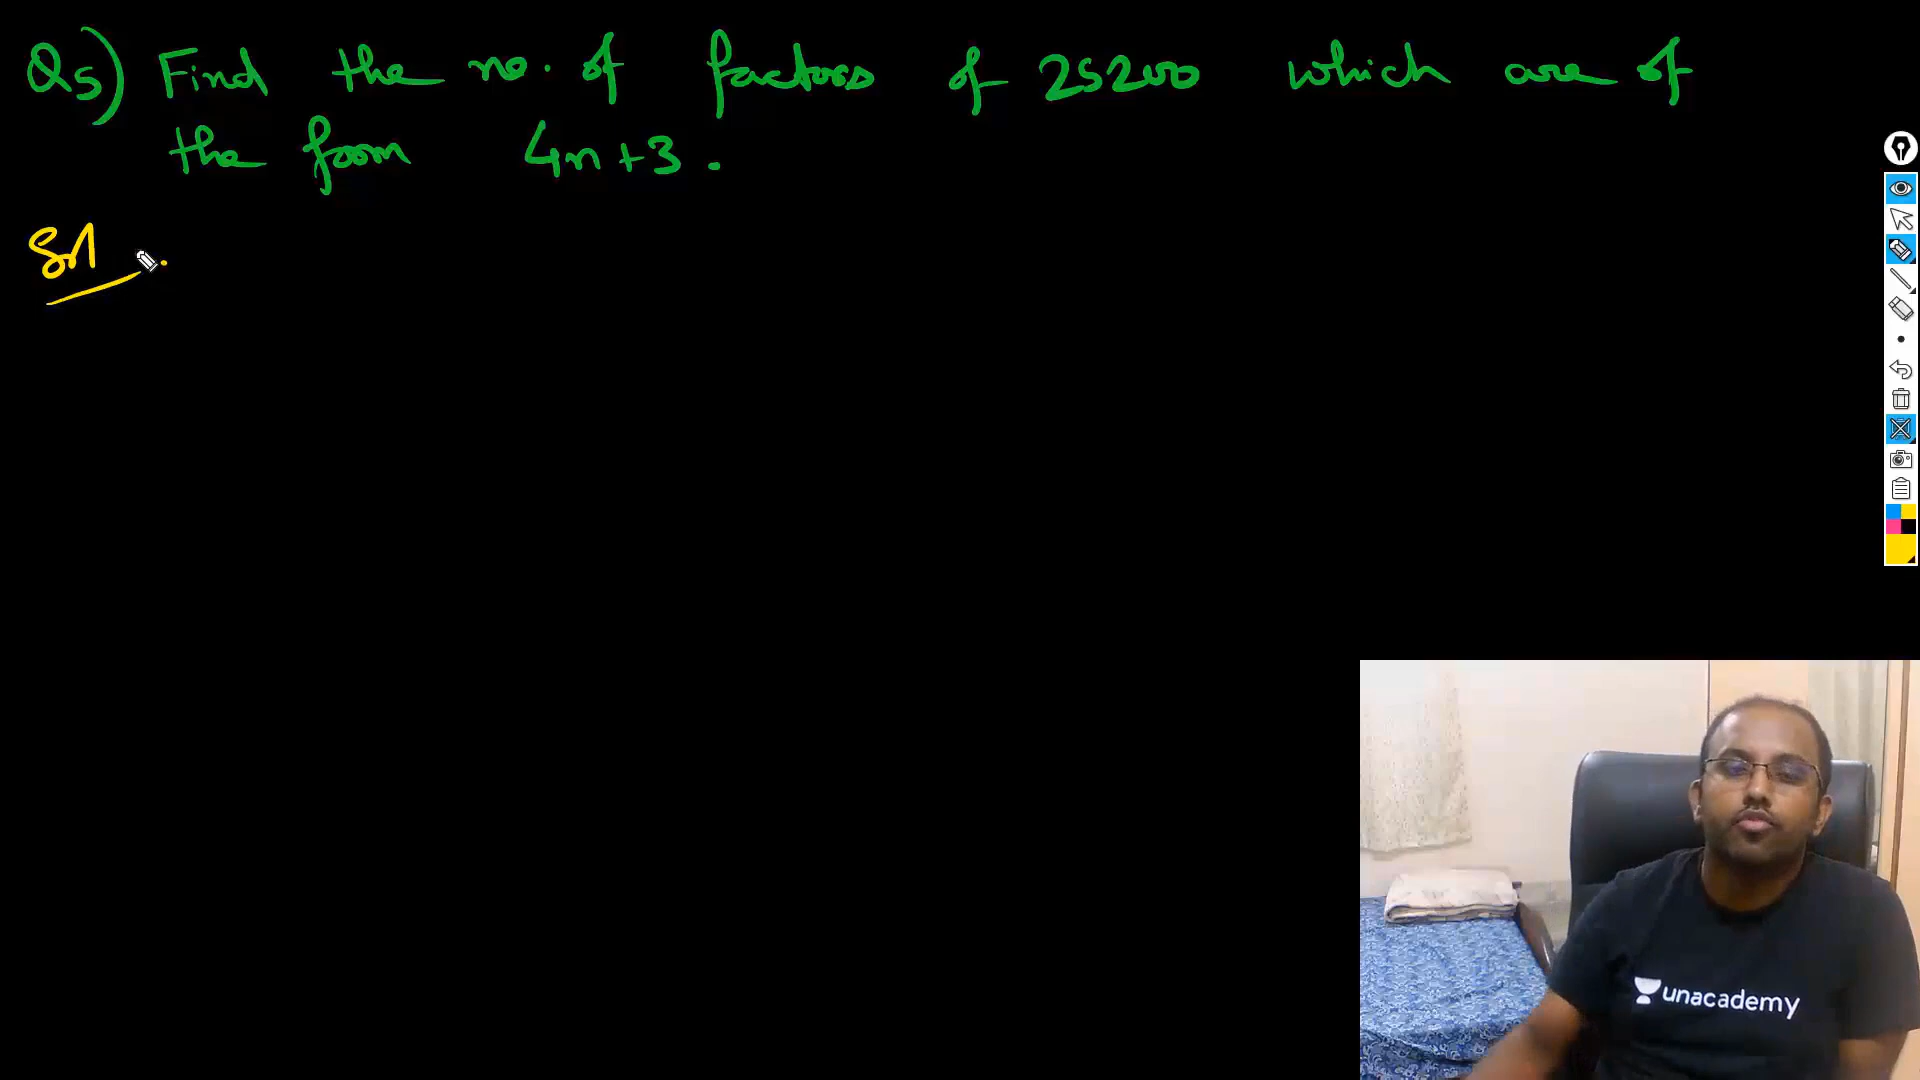 Q5) Find the no. of factors of 25200 which are of
the form 4n+3.
Sol
unacademy